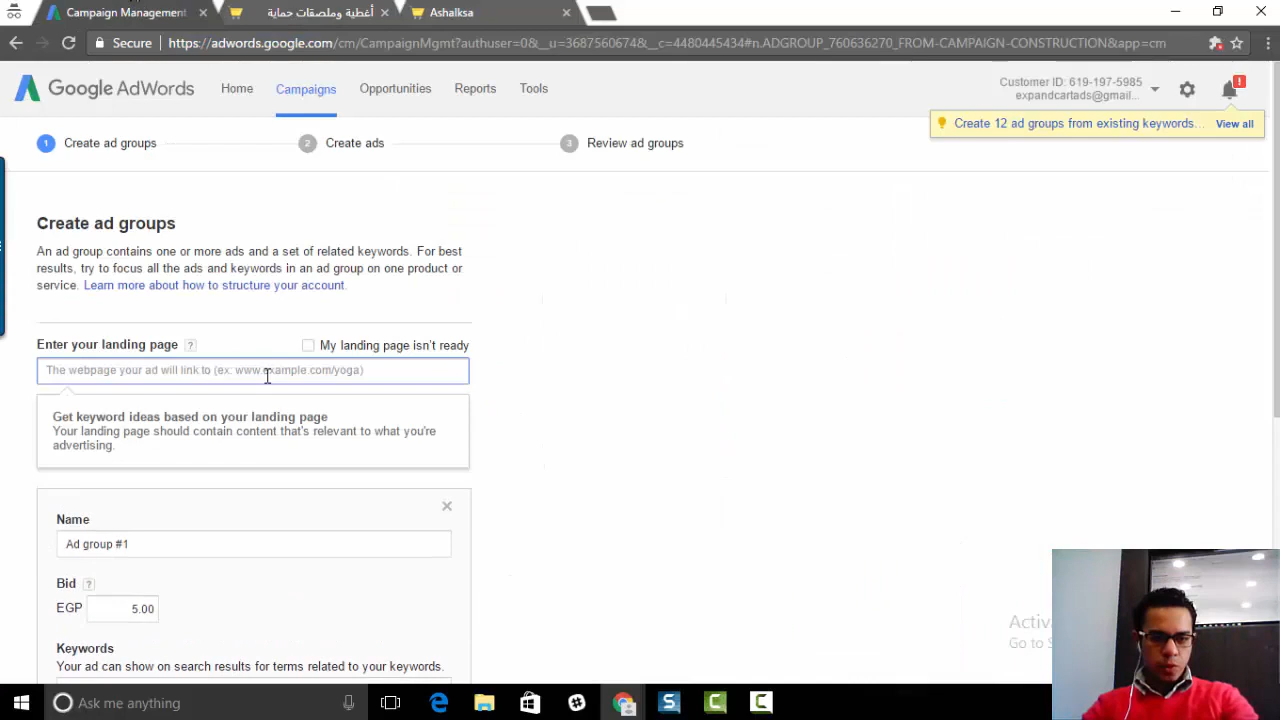 Campaign Management
أغطية وملصقات حماية
Ashalksa
Secure
https://adwords.google.com/cm/CampaignMgmt?authuser=0&__u=3687560674&__c=4480445434#n.ADGROUP_760636270_FROM-CAMPAIGN-CONSTRUCTION&app=cm
Google AdWords
Home
Campaigns
Opportunities
Reports
Tools
Customer ID: 619-197-5985
expandcartads@gmail...
Create 12 ad groups from existing keywords...
View all
1 Create ad groups
2 Create ads
3 Review ad groups
Create ad groups
An ad group contains one or more ads and a set of related keywords. For best
results, try to focus all the ads and keywords in an ad group on one product or
service. Learn more about how to structure your account.
Enter your landing page ?
My landing page isn't ready
The webpage your ad will link to (ex: www.example.com/yoga)
Get keyword ideas based on your landing page
Your landing page should contain content that's relevant to what you're
advertising.
Name
Ad group #1
Bid ?
EGP 5.00
Keywords
Your ad can show on search results for terms related to your keywords.
Go to
Ask me anything